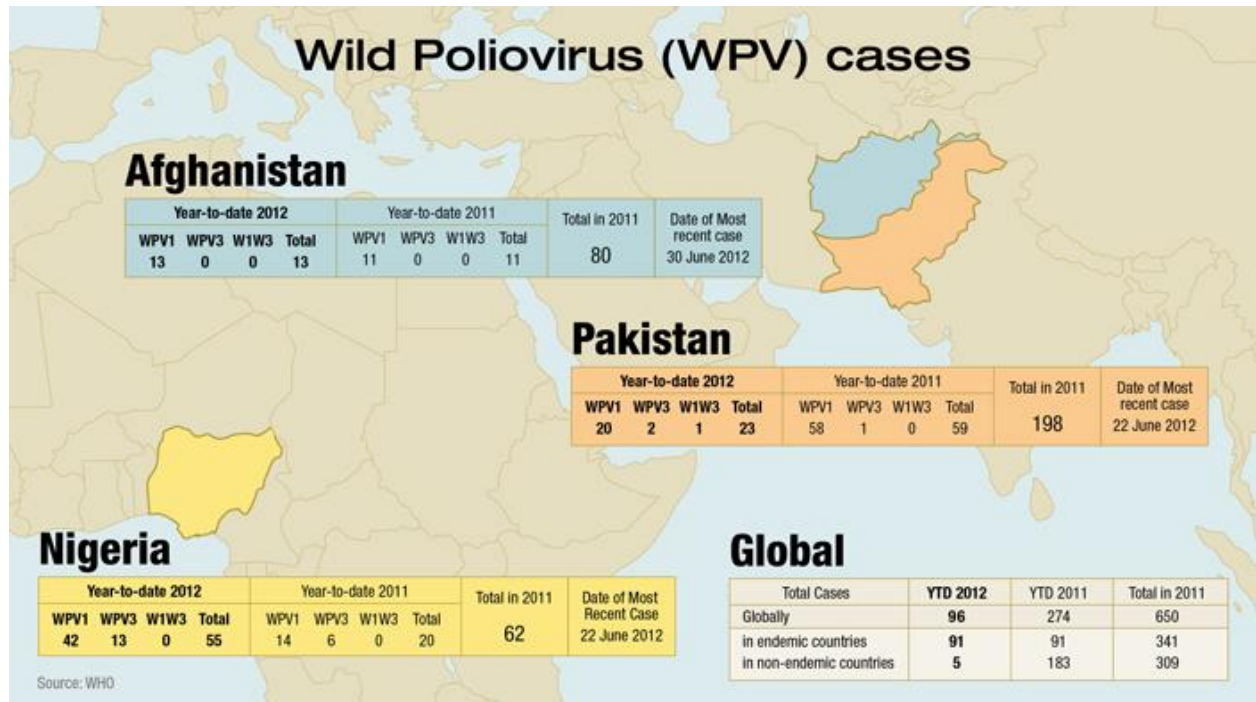 Wild Poliovirus (WPV) cases
Afghanistan
Year-to-date 2012 Year-to-date 2011 Total in 2011 Date of Most recent case
WPV1 WPV3 W1W3 Total WPV1 WPV3 W1W3 Total
13 0 0 13 11 0 0 11 80 30 June 2012
Pakistan
Year-to-date 2012 Year-to-date 2011 Total in 2011 Date of Most recent case
WPV1 WPV3 W1W3 Total WPV1 WPV3 W1W3 Total
20 2 1 23 58 1 0 59 198 22 June 2012
Nigeria
Year-to-date 2012 Year-to-date 2011 Total in 2011 Date of Most Recent Case
WPV1 WPV3 W1W3 Total WPV1 WPV3 W1W3 Total
42 13 0 55 14 6 0 20 62 22 June 2012
Global
Total Cases YTD 2012 YTD 2011 Total in 2011
Globally 96 274 650
in endemic countries 91 91 341
in non-endemic countries 5 183 309
Source: WHO